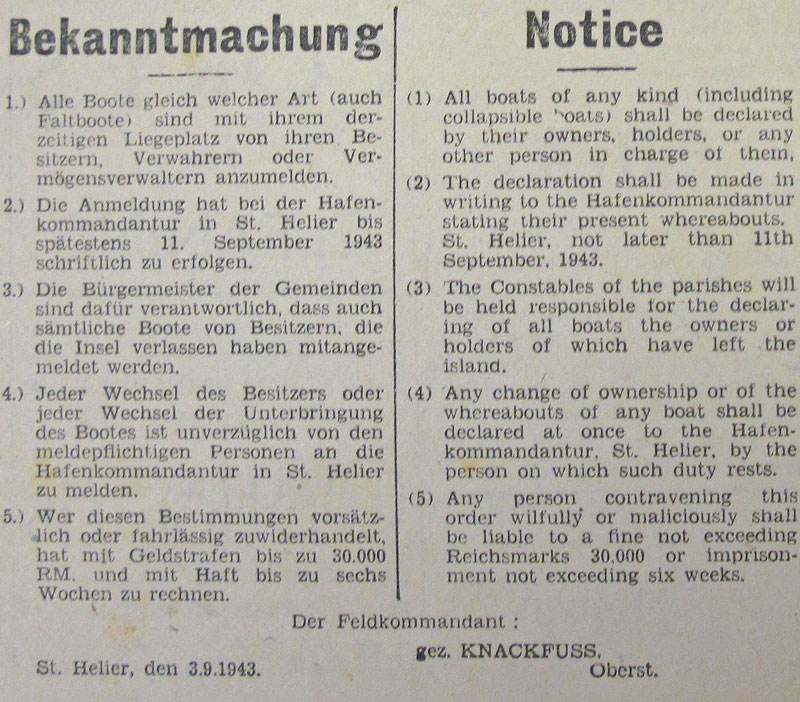 Bekanntmachung
1.) Alle Boote gleich welcher Art (auch
Faltboote) sind mit ihrem der-
zeitigen Liegeplatz von ihren Be-
sitzern, Verwahrern oder Ver-
mögensverwaltern anzumelden.
2.) Die Anmeldung hat bei der Hafen-
kommandantur in St. Helier bis
spätestens 11. September 1943
schriftlich zu erfolgen.
3.) Die Bürgermeister der Gemeinden
sind dafür verantwortlich, dass auch
sämtliche Boote von Besitzern, die
die Insel verlassen haben mitange-
meldet werden.
4.) Jeder Wechsel des Besitzers oder
jeder Wechsel der Unterbringung
des Bootes ist unverzüglich von den
meldepflichtigen Personen an die
Hafenkommandantur in St. Helier
zu melden.
5.) Wer diesen Bestimmungen vorsätz-
lich oder fahrlässig zuwiderhandelt,
hat mit Geldstrafen bis zu 30.000
RM. und mit Haft bis zu sechs
Wochen zu rechnen.
Notice
(1) All boats of any kind (including
collapsible boats) shall be declared
by their owners, holders, or any
other person in charge of them,
(2) The declaration shall be made in
writing to the Hafenkommandantur
stating their present whereabouts.
St. Helier, not later than 11th
September, 1943.
(3) The Constables of the parishes will
be held responsible for the declar-
ing of all boats the owners or
holders of which have left the
island.
(4) Any change of ownership or of the
whereabouts of any boat shall be
declared at once to the Hafen-
kommandantur, St. Helier, by the
person on which such duty rests.
(5) Any person contravening this
order wilfully or maliciously shall
be liable to a fine not exceeding
Reichsmarks 30,000 or imprison-
ment not exceeding six weeks.
Der Feldkommandant :
gez. KNACKFUSS,
St. Helier, den 3.9.1943. Oberst.